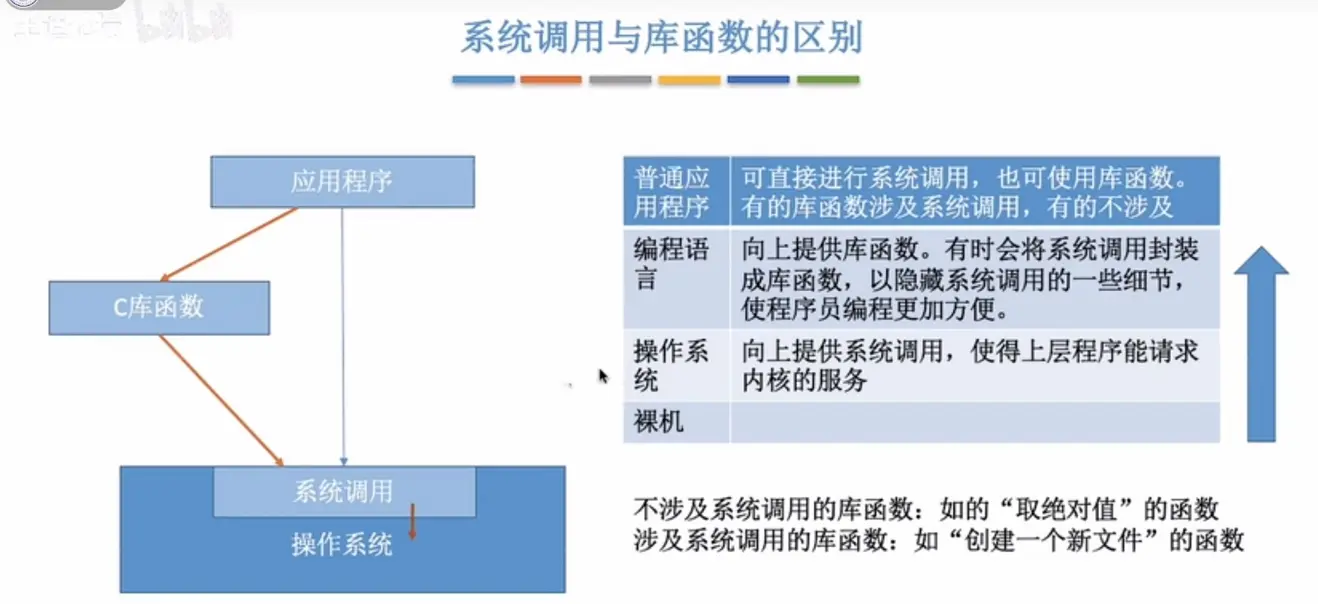 系统调用与库函数的区别
应用程序
C库函数
系统调用
操作系统
普通应
用程序
可直接进行系统调用，也可使用库函数。
有的库函数涉及系统调用，有的不涉及
编程语
言
向上提供库函数。有时会将系统调用封装
成库函数，以隐藏系统调用的一些细节，
使程序员编程更加方便。
操作系
统
向上提供系统调用，使得上层程序能请求
内核的服务
裸机
不涉及系统调用的库函数：如的“取绝对值”的函数
涉及系统调用的库函数：如“创建一个新文件”的函数